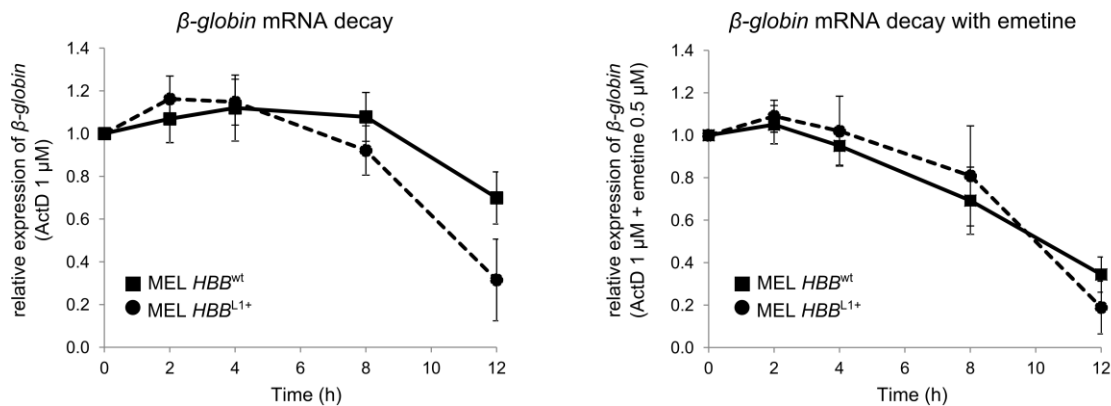 β-globin mRNA decay
relative expression of β-globin
(ActD 1 µM)
1.4
1.2
1.0
0.8
0.6
0.4
0.2
0.0
MEL HBBwt
MEL HBBL1+
0 2 4 6 8 10 12
Time (h)
β-globin mRNA decay with emetine
relative expression of β-globin
(ActD 1 µM + emetine 0.5 µM)
1.4
1.2
1.0
0.8
0.6
0.4
0.2
0.0
MEL HBBwt
MEL HBBL1+
0 2 4 6 8 10 12
Time (h)